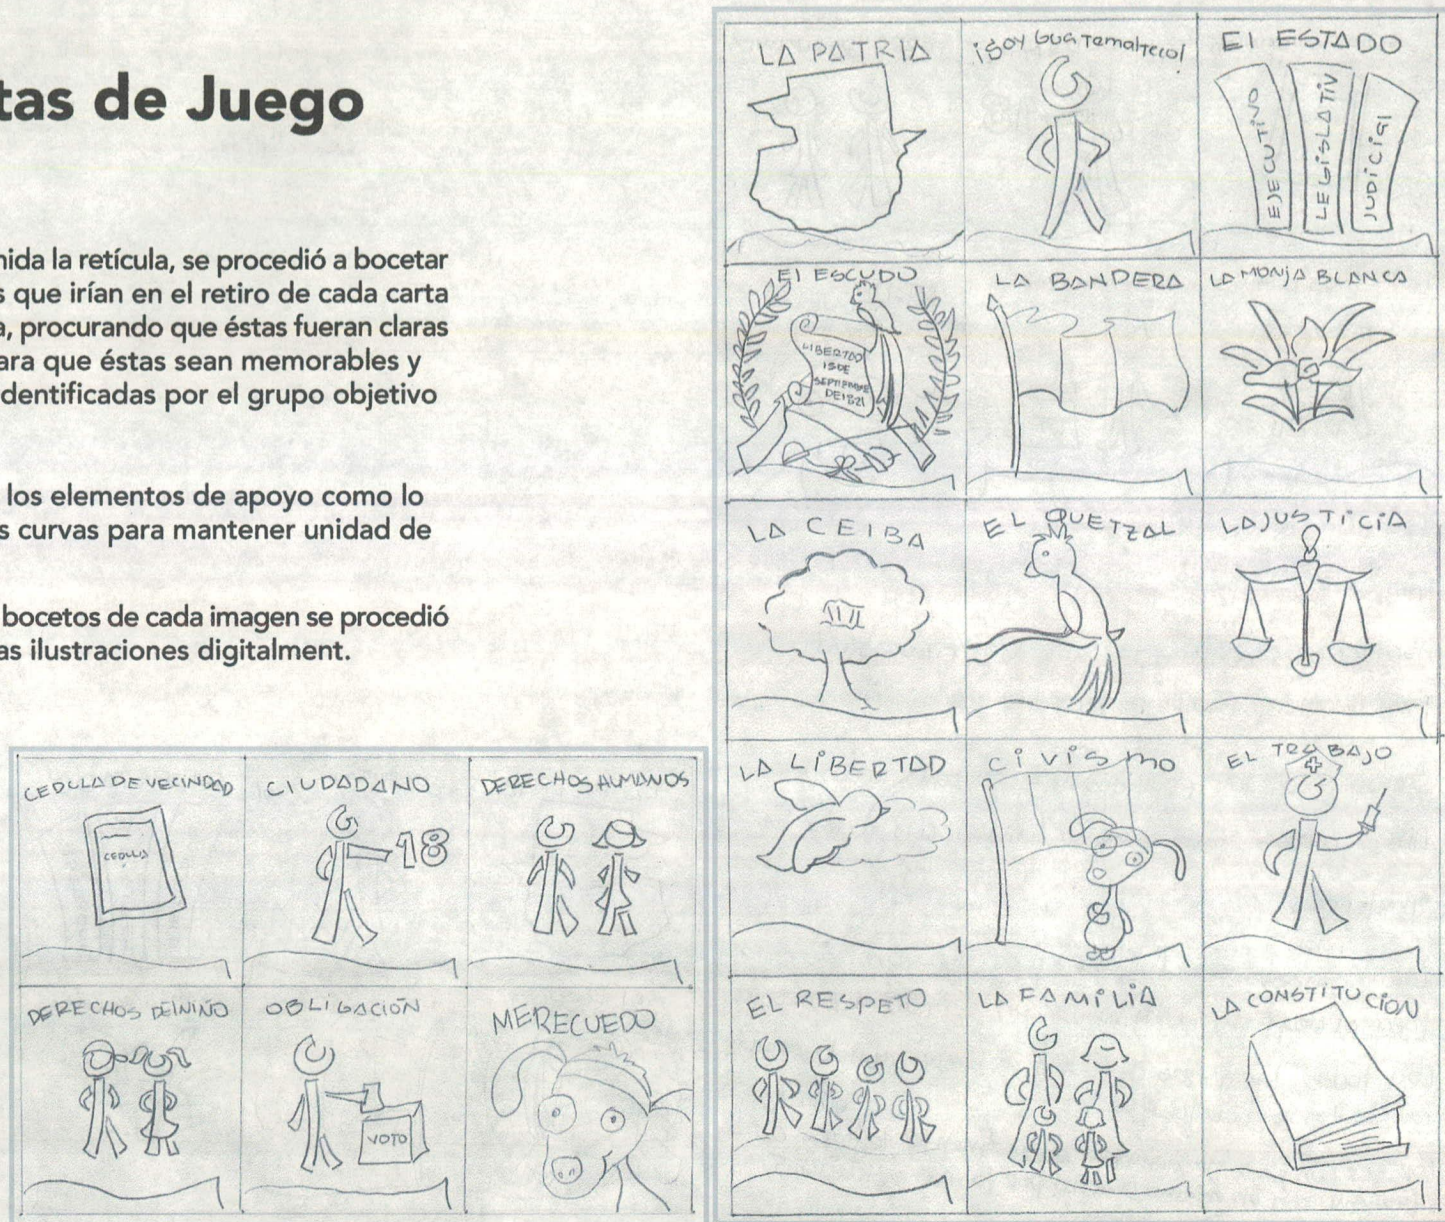 tas de Juego
nida la retícula, se procedió a bocetar
s que irían en el retiro de cada carta
a, procurando que éstas fueran claras
ara que éstas sean memorables y
identificadas por el grupo objetivo
los elementos de apoyo como lo
s curvas para mantener unidad de
bocetos de cada imagen se procedió
as ilustraciones digitalment.
CEDULA DE VECINDAD
CEDULA
CIUDADANO
18
DERECHOS HUMANOS
DERECHOS DEl NIÑO
OBLIGACIÓN
VOTO
MERECUEDO
LA PATRIA
¡Soy Guatemalteco!
El ESTADO
EJECUTIVO
LEGISLATIV
JUDICIAl
El ESCUDO
LIBERTAD
15 DE
SEPTIEMBRE
DE 1821
LA BANDERA
LA MONJA BLANCA
LA CEIBA
EL QUETZAL
LA JUSTICIA
LA LIBERTAD
CIVISMO
EL TRABAJO
EL RESPETO
LA FAMILIA
LA CONSTITUCION